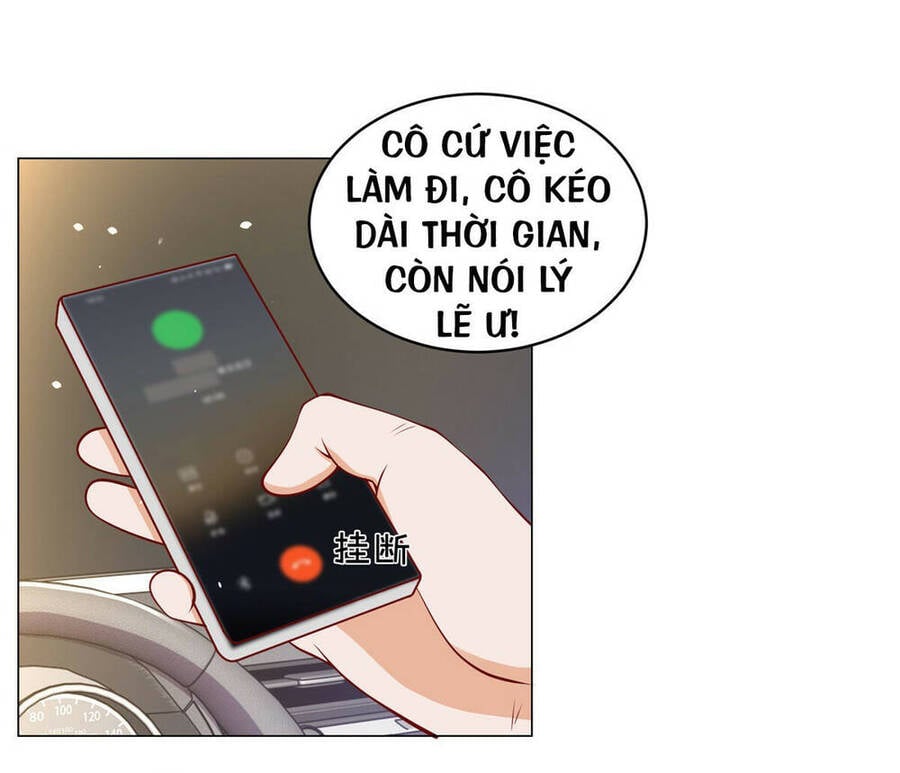 CÔ CỨ VIỆC
LÀM ĐI, CÔ KÉO
DÀI THỜI GIAN,
CÒN NÓI LÝ
LẼ Ư!
挂断
80 100 120 140